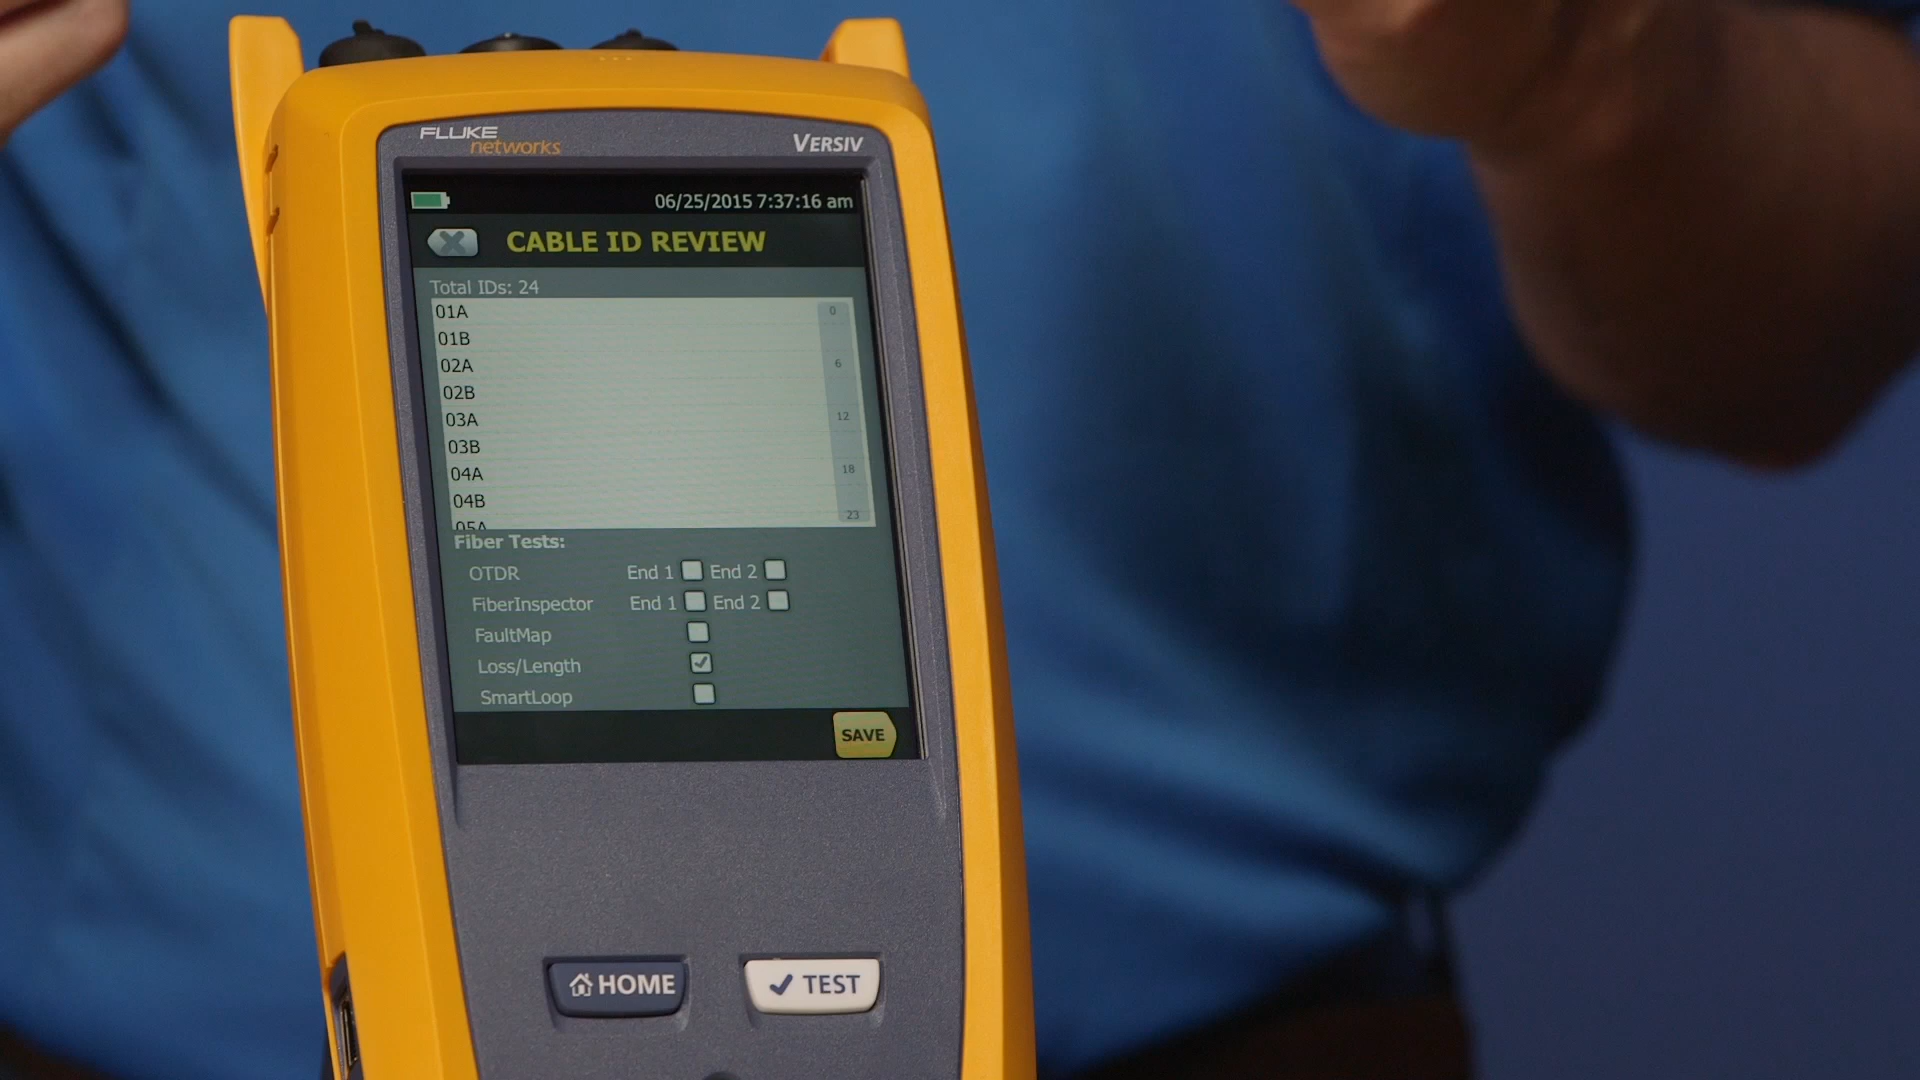 FLUKE
networks
VERSIV
06/25/2015 7:37:16 am
CABLE ID REVIEW
Total IDs: 24
01A 0
01B
02A 6
02B
03A 12
03B
04A 18
04B
05A 23
Fiber Tests:
OTDR End 1 End 2
FiberInspector End 1 End 2
FaultMap
Loss/Length
SmartLoop
SAVE
HOME
TEST